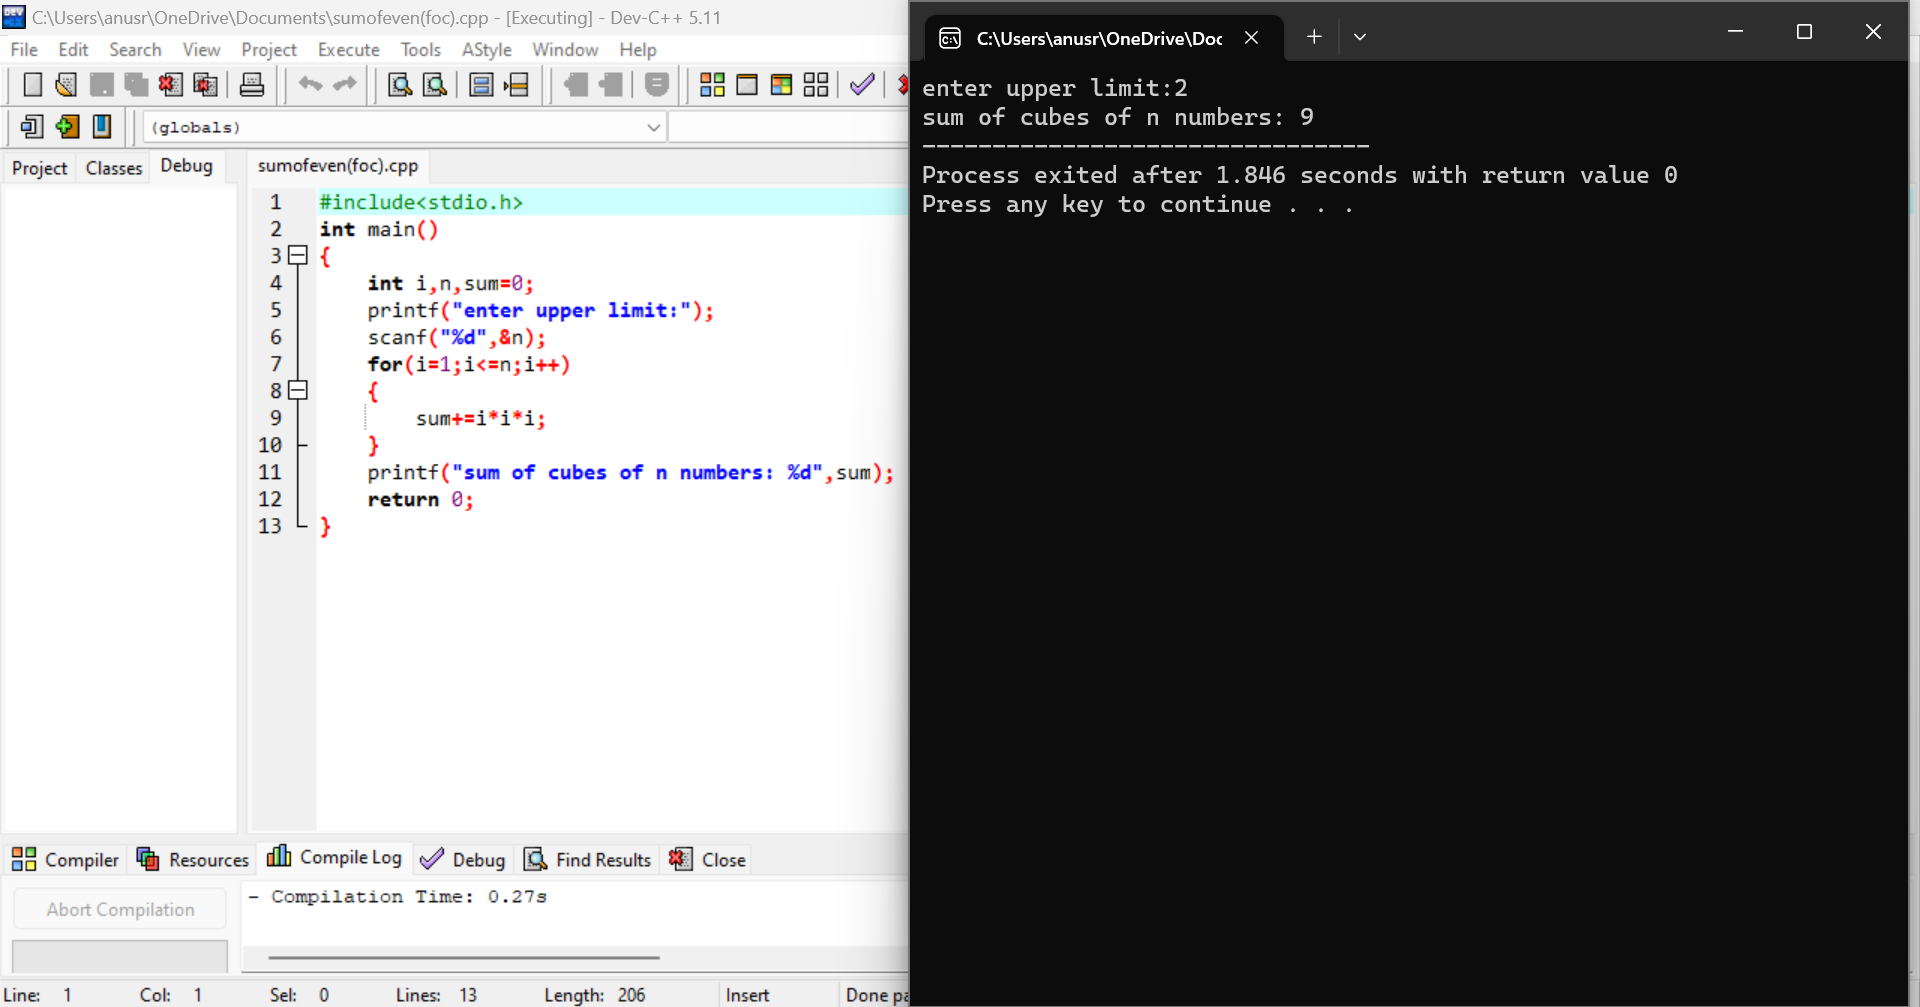 C:\Users\anusr\OneDrive\Documents\sumofeven(foc).cpp - [Executing] - Dev-C++ 5.11
File Edit Search View Project Execute Tools AStyle Window Help
(globals)
Project Classes Debug
sumofeven(foc).cpp
1 #include<stdio.h>
2 int main()
3 {
4 int i,n,sum=0;
5 printf("enter upper limit:");
6 scanf("%d",&n);
7 for(i=1;i<=n;i++)
8 {
9 sum+=i*i*i;
10 }
11 printf("sum of cubes of n numbers: %d",sum);
12 return 0;
13 }
Compiler Resources Compile Log Debug Find Results Close
Abort Compilation
- Compilation Time: 0.27s
Line: 1 Col: 1 Sel: 0 Lines: 13 Length: 206 Insert Done pa
C:\Users\anusr\OneDrive\Doc
enter upper limit:2
sum of cubes of n numbers: 9
--------------------------------
Process exited after 1.846 seconds with return value 0
Press any key to continue . . .